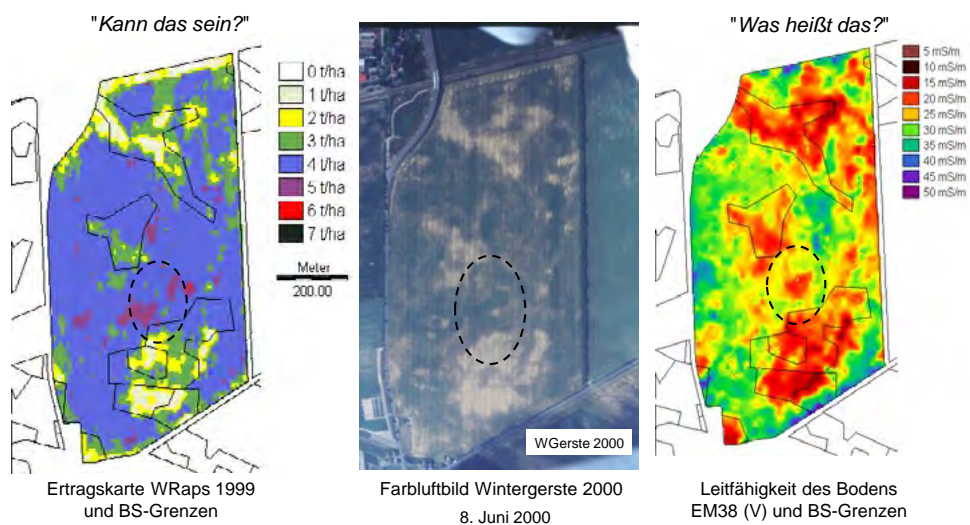 "Kann das sein?"
0 t/ha
1 t/ha
2 t/ha
3 t/ha
4 t/ha
5 t/ha
6 t/ha
7 t/ha
Meter
200.00
Ertragskarte WRaps 1999
und BS-Grenzen
WGerste 2000
Farbluftbild Wintergerste 2000
8. Juni 2000
"Was heißt das?"
5 mS/m
10 mS/m
15 mS/m
20 mS/m
25 mS/m
30 mS/m
35 mS/m
40 mS/m
45 mS/m
50 mS/m
Leitfähigkeit des Bodens
EM38 (V) und BS-Grenzen